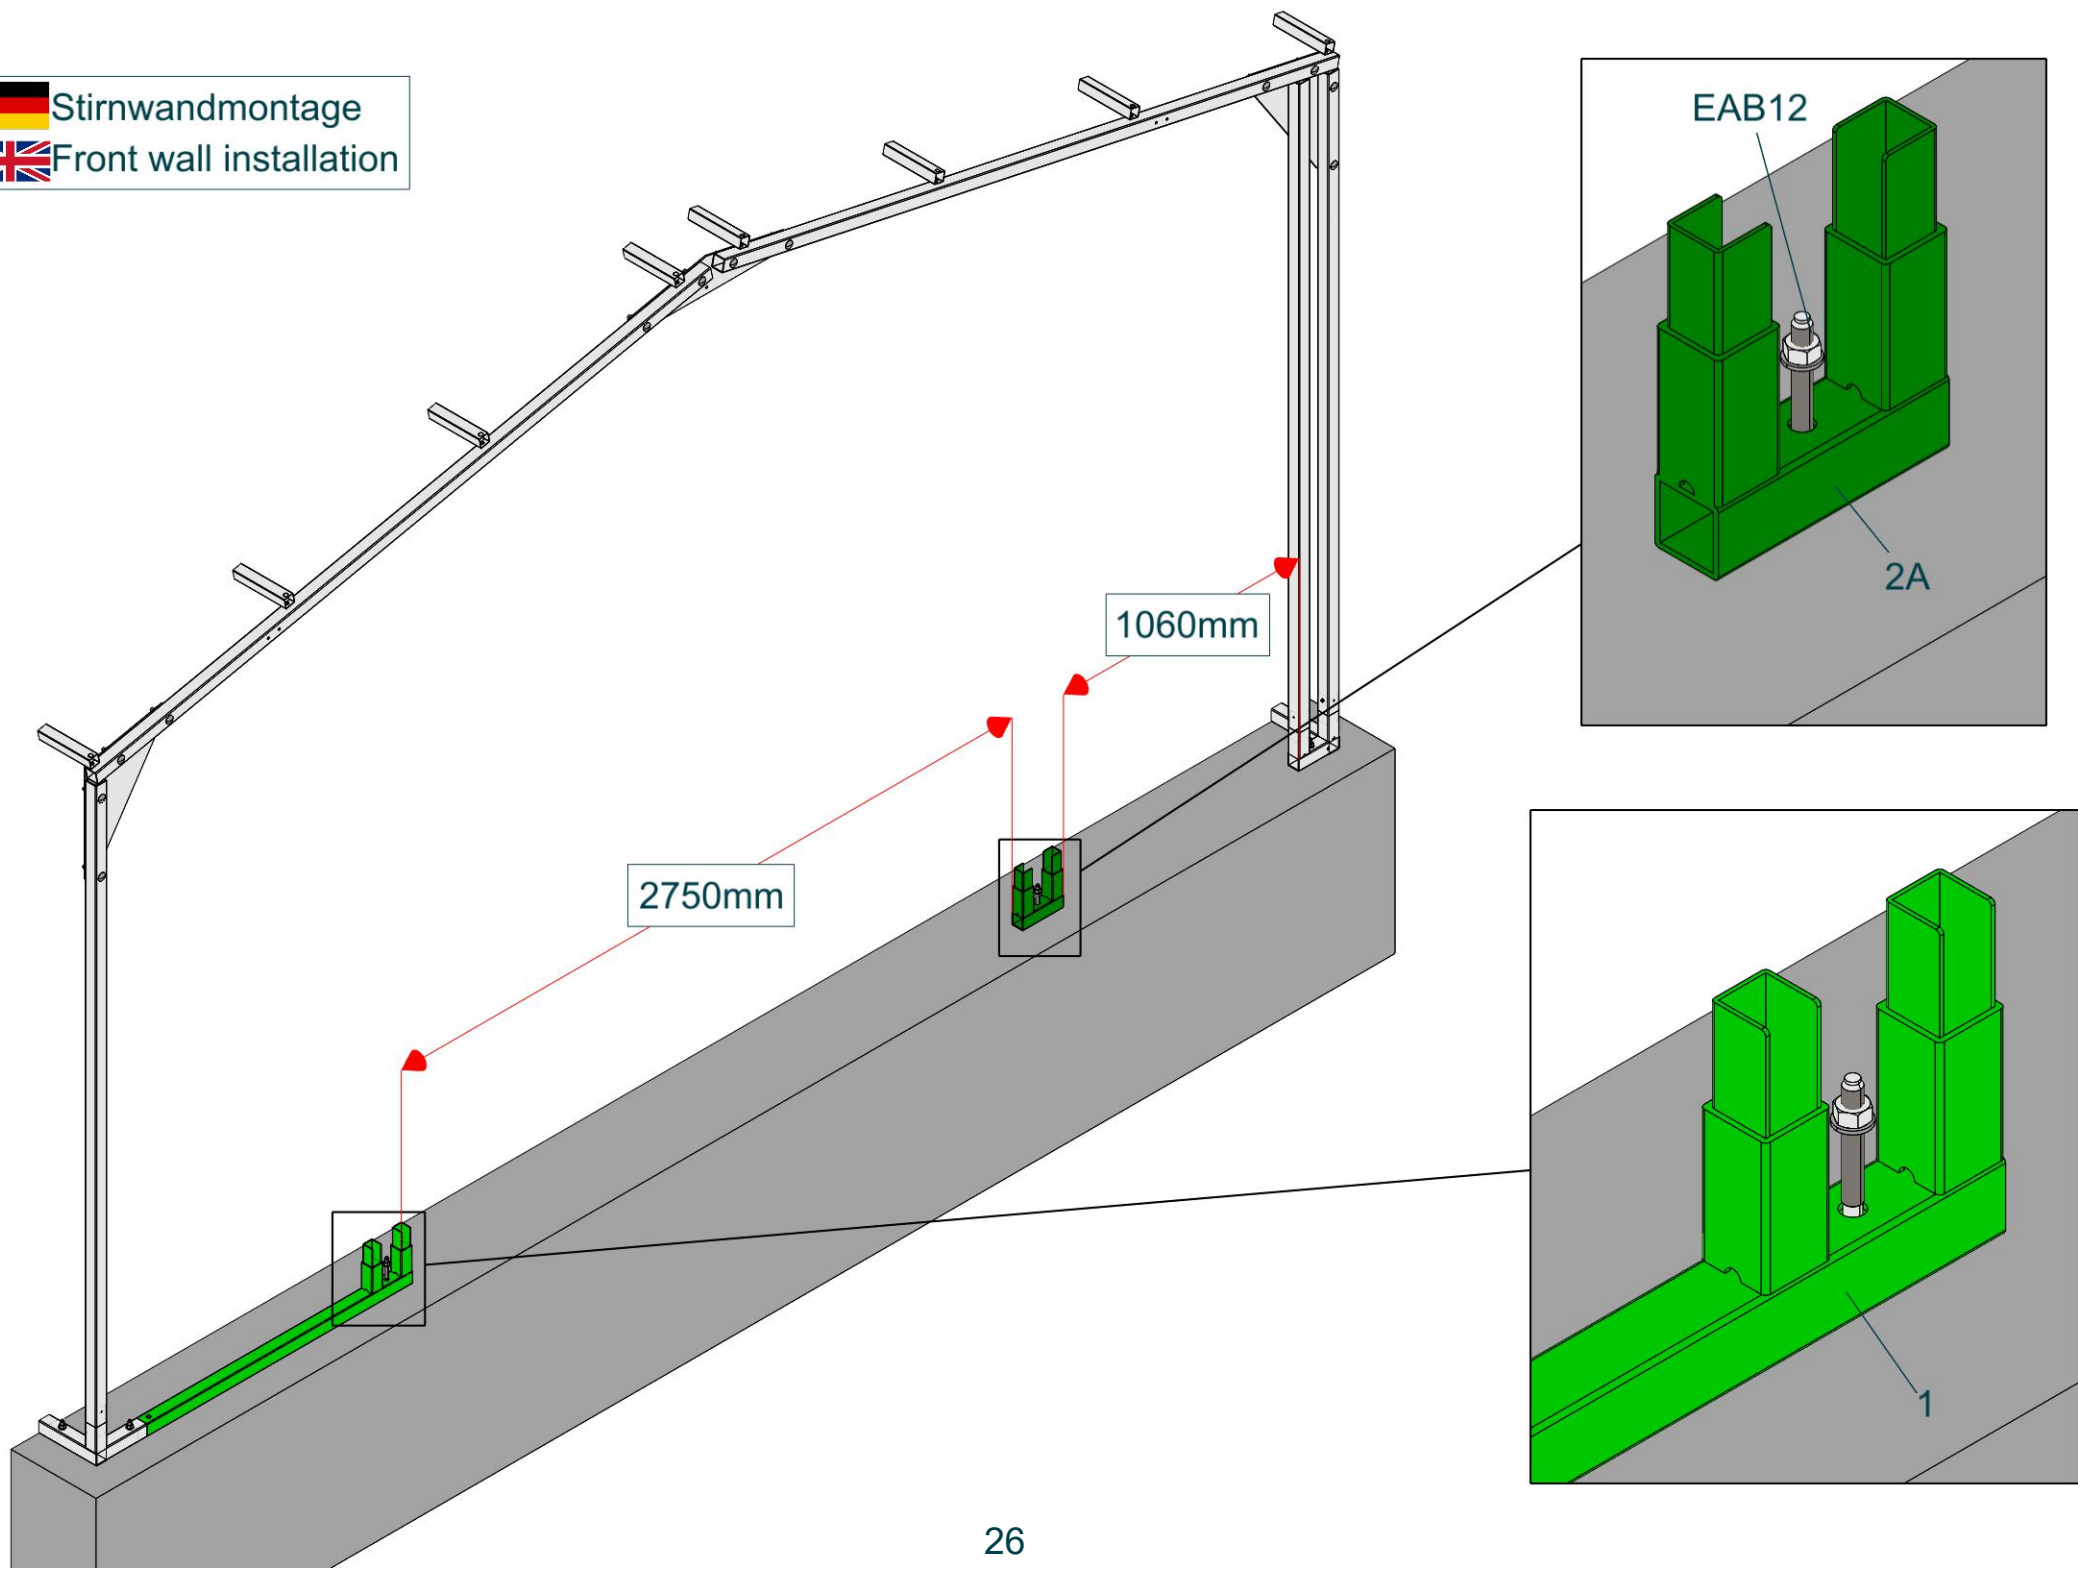 Stirnwandmontage
Front wall installation
EAB12
2A
1060mm
2750mm
1
26